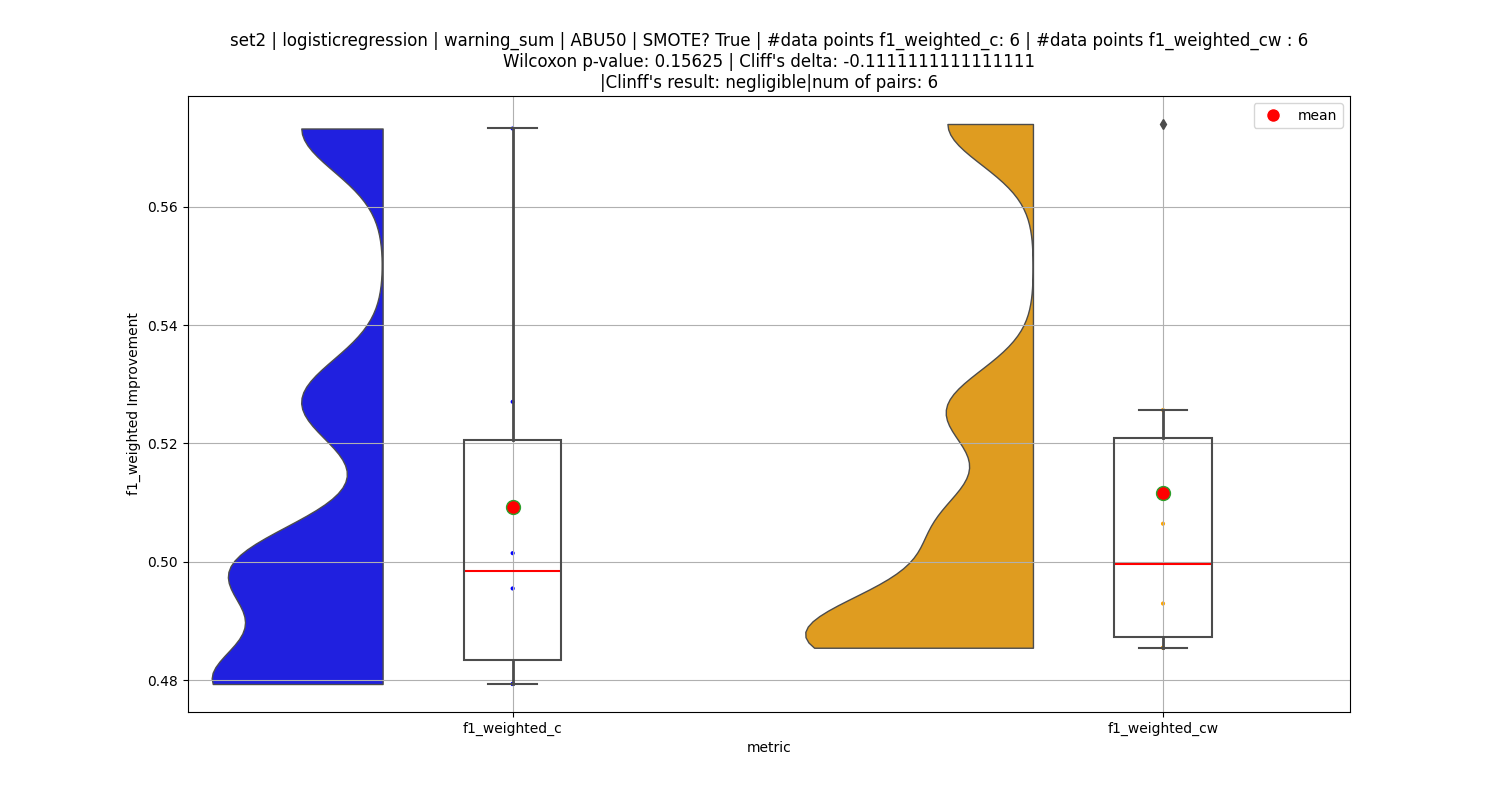 set2 | logisticregression | warning_sum | ABU50 | SMOTE? True | #data points f1_weighted_c: 6 | #data points f1_weighted_cw : 6
Wilcoxon p-value: 0.15625 | Cliff's delta: -0.1111111111111111
|Clinff's result: negligible|num of pairs: 6
mean
0.56
0.54
0.52
0.50
0.48
f1_weighted Improvement
f1_weighted_c
f1_weighted_cw
metric